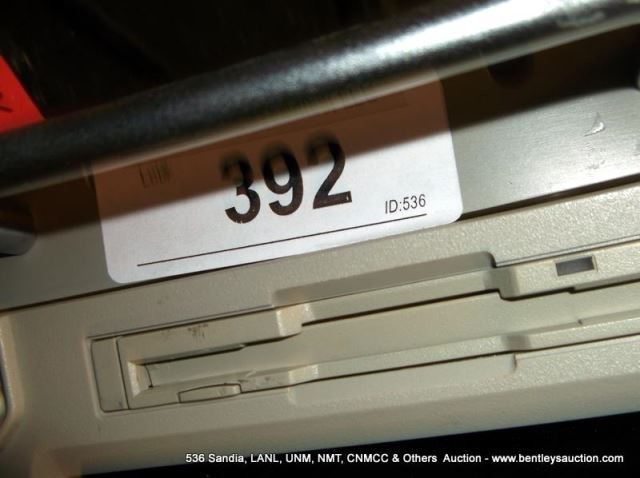 392
ID:536
536 Sandia, LANL, UNM, NMT, CNMCC & Others Auction - www.bentleysauction.com